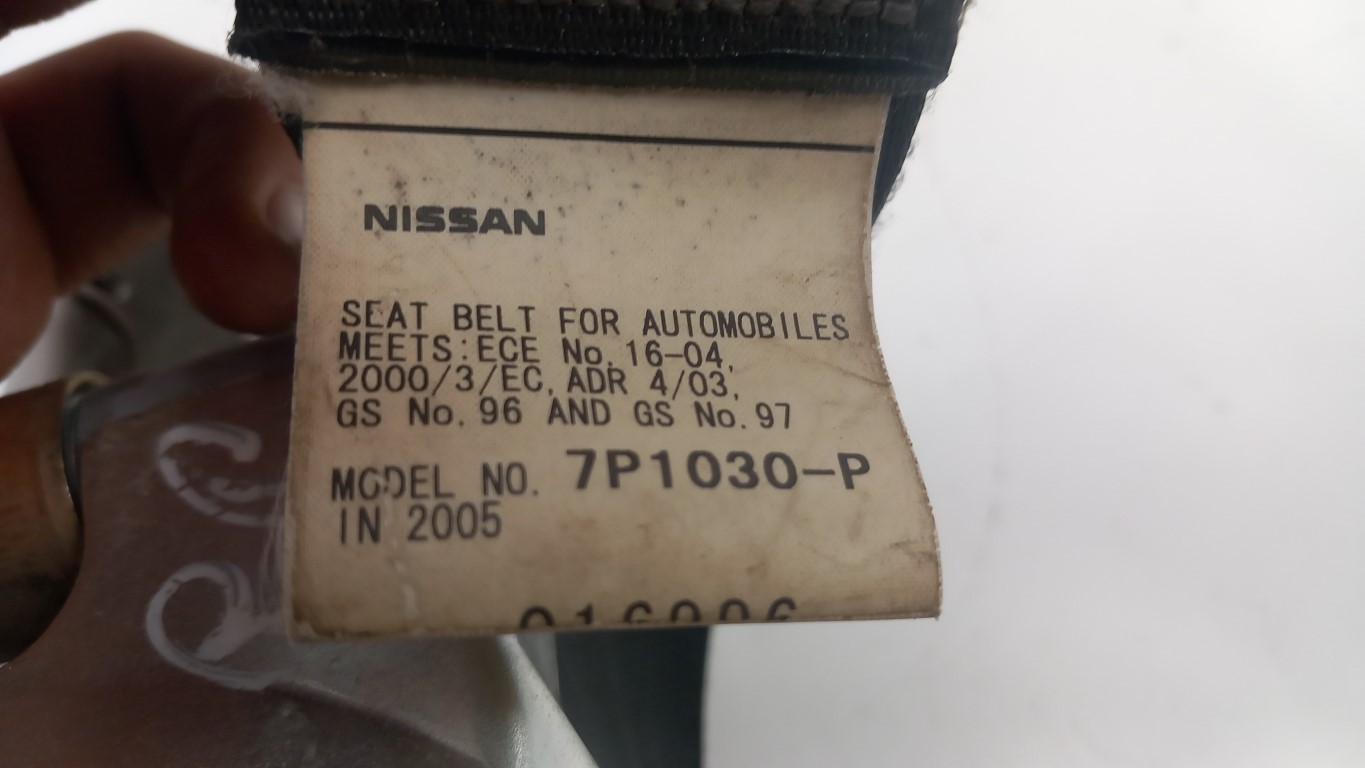 NISSAN
SEAT BELT FOR AUTOMOBILES
MEETS:ECE No.16-04,
2000/3/EC, ADR 4/03,
GS No.96 AND GS No.97
MODEL NO. 7P1030-P
IN 2005